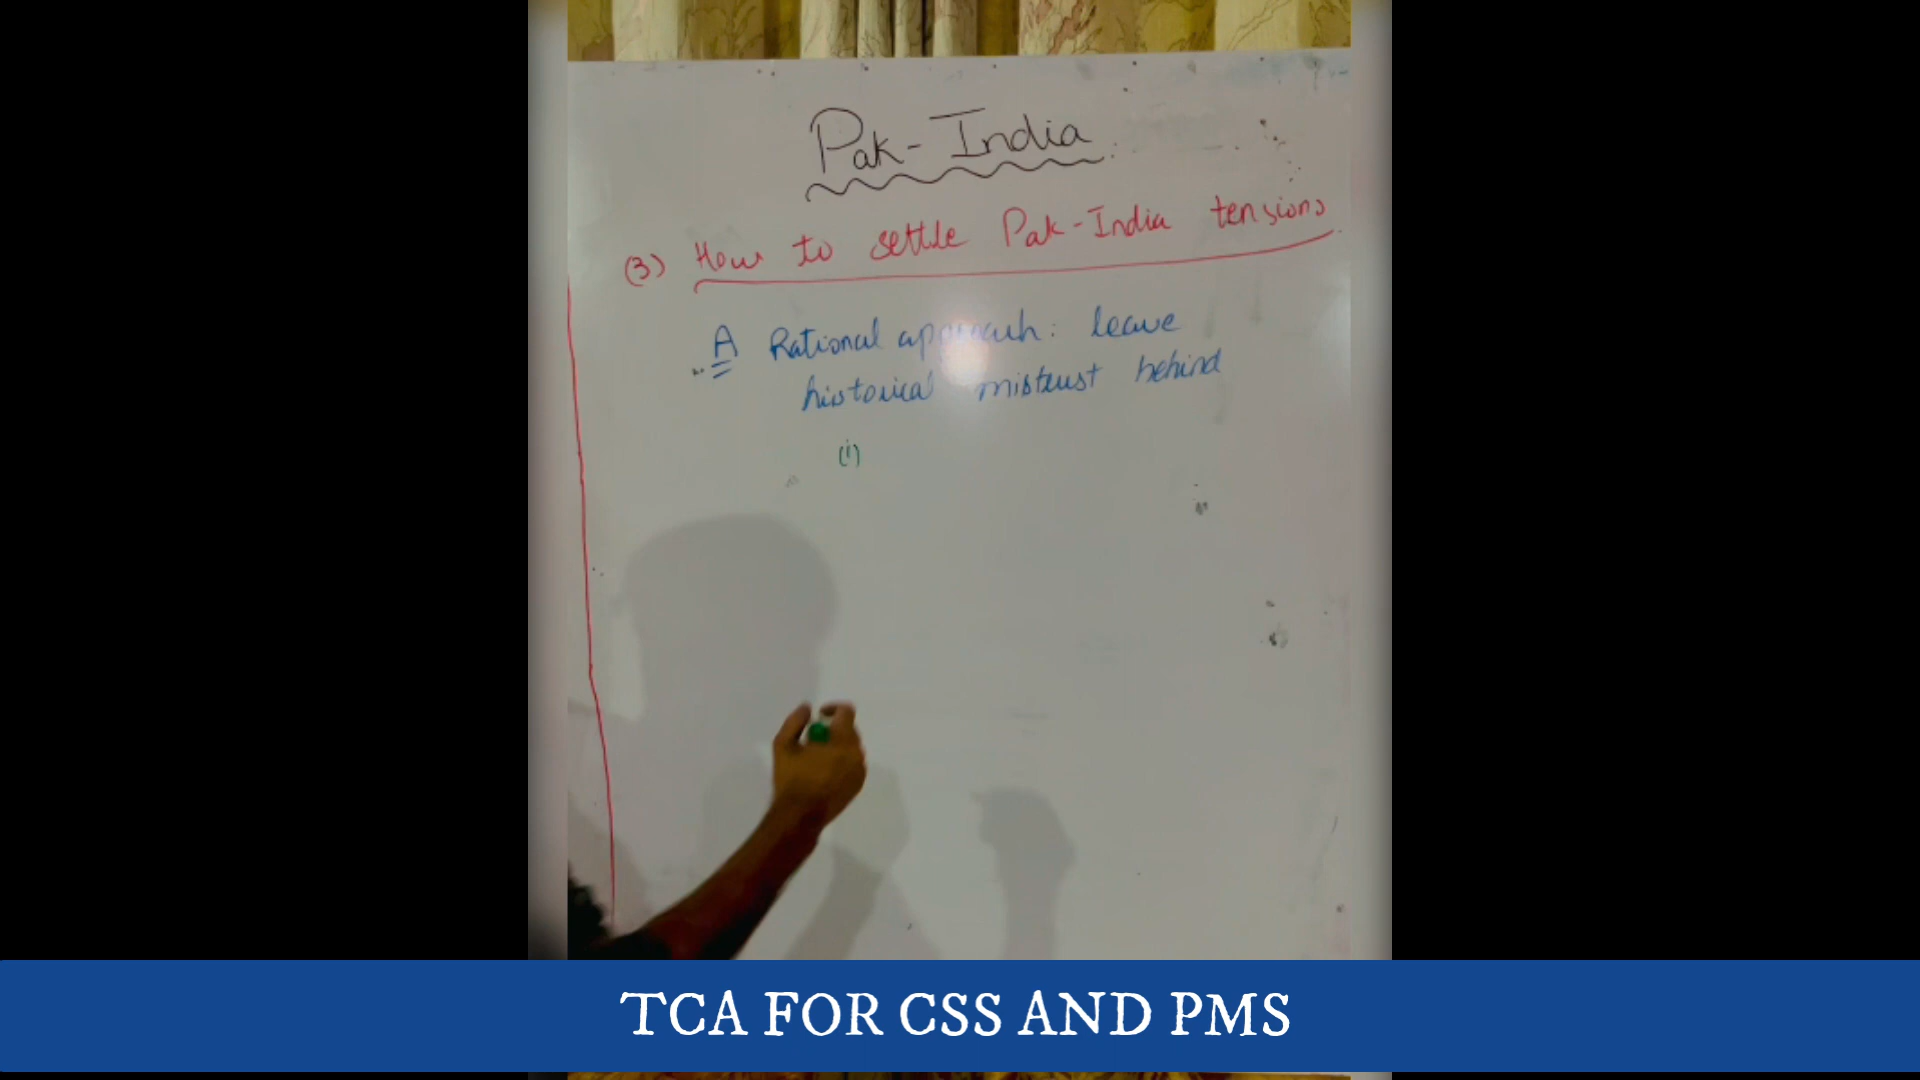 Pak-India
(3) How to settle Pak-India tensions
A Rational approach: leave
historical mistrust behind
(i)
TCA FOR CSS AND PMS